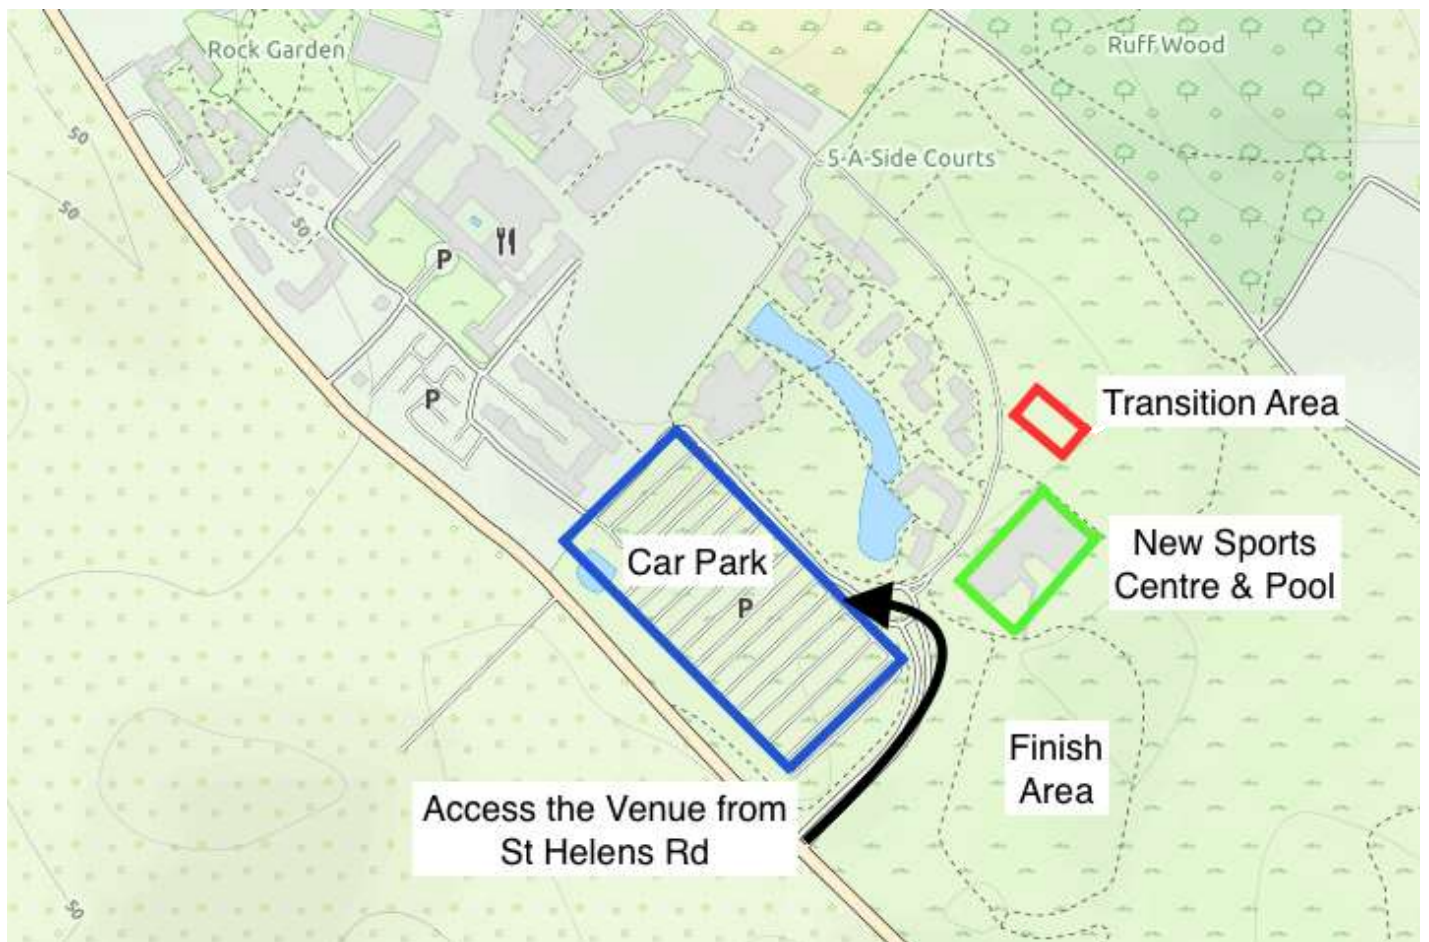 Rock Garden
Ruff Wood
50
5-A-Side Courts
50
50
P
P
Transition Area
New Sports
Centre & Pool
Car Park
P
Finish
Area
Access the Venue from
St Helens Rd
50